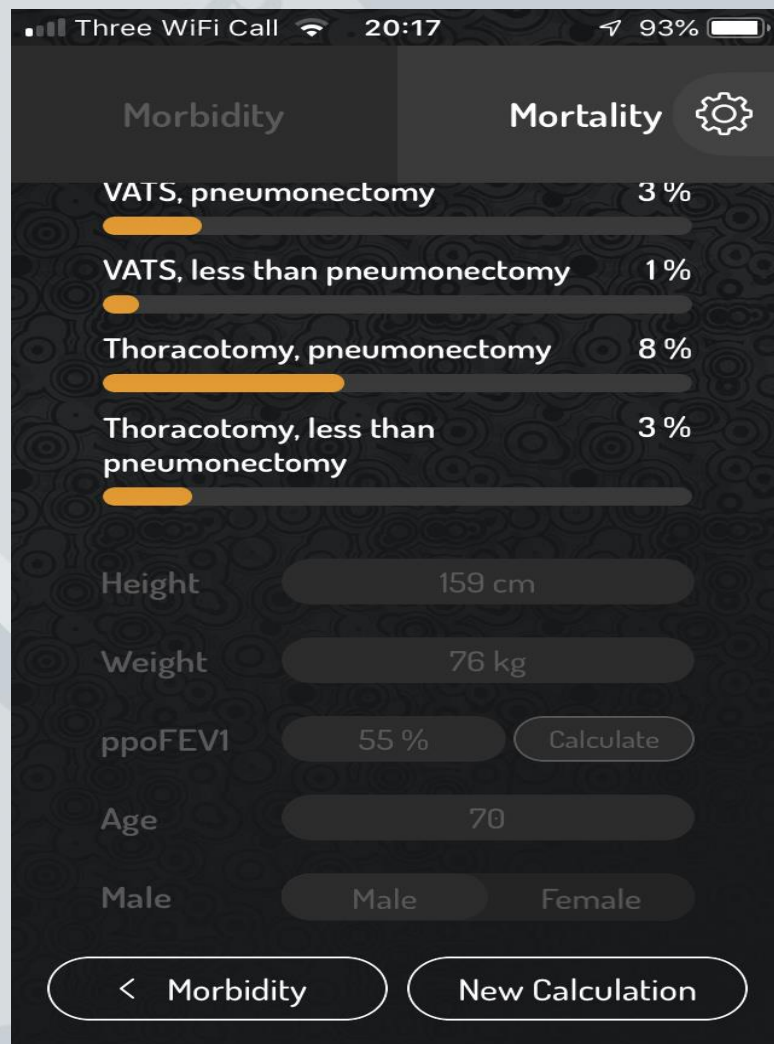 Three WiFi Call 20:17 93%
Morbidity Mortality
VATS, pneumonectomy 3 %
VATS, less than pneumonectomy 1 %
Thoracotomy, pneumonectomy 8 %
Thoracotomy, less than 3 %
pneumonectomy
Height 159 cm
Weight 76 kg
ppoFEV1 55 % Calculate
Age 70
Male Male Female
< Morbidity New Calculation